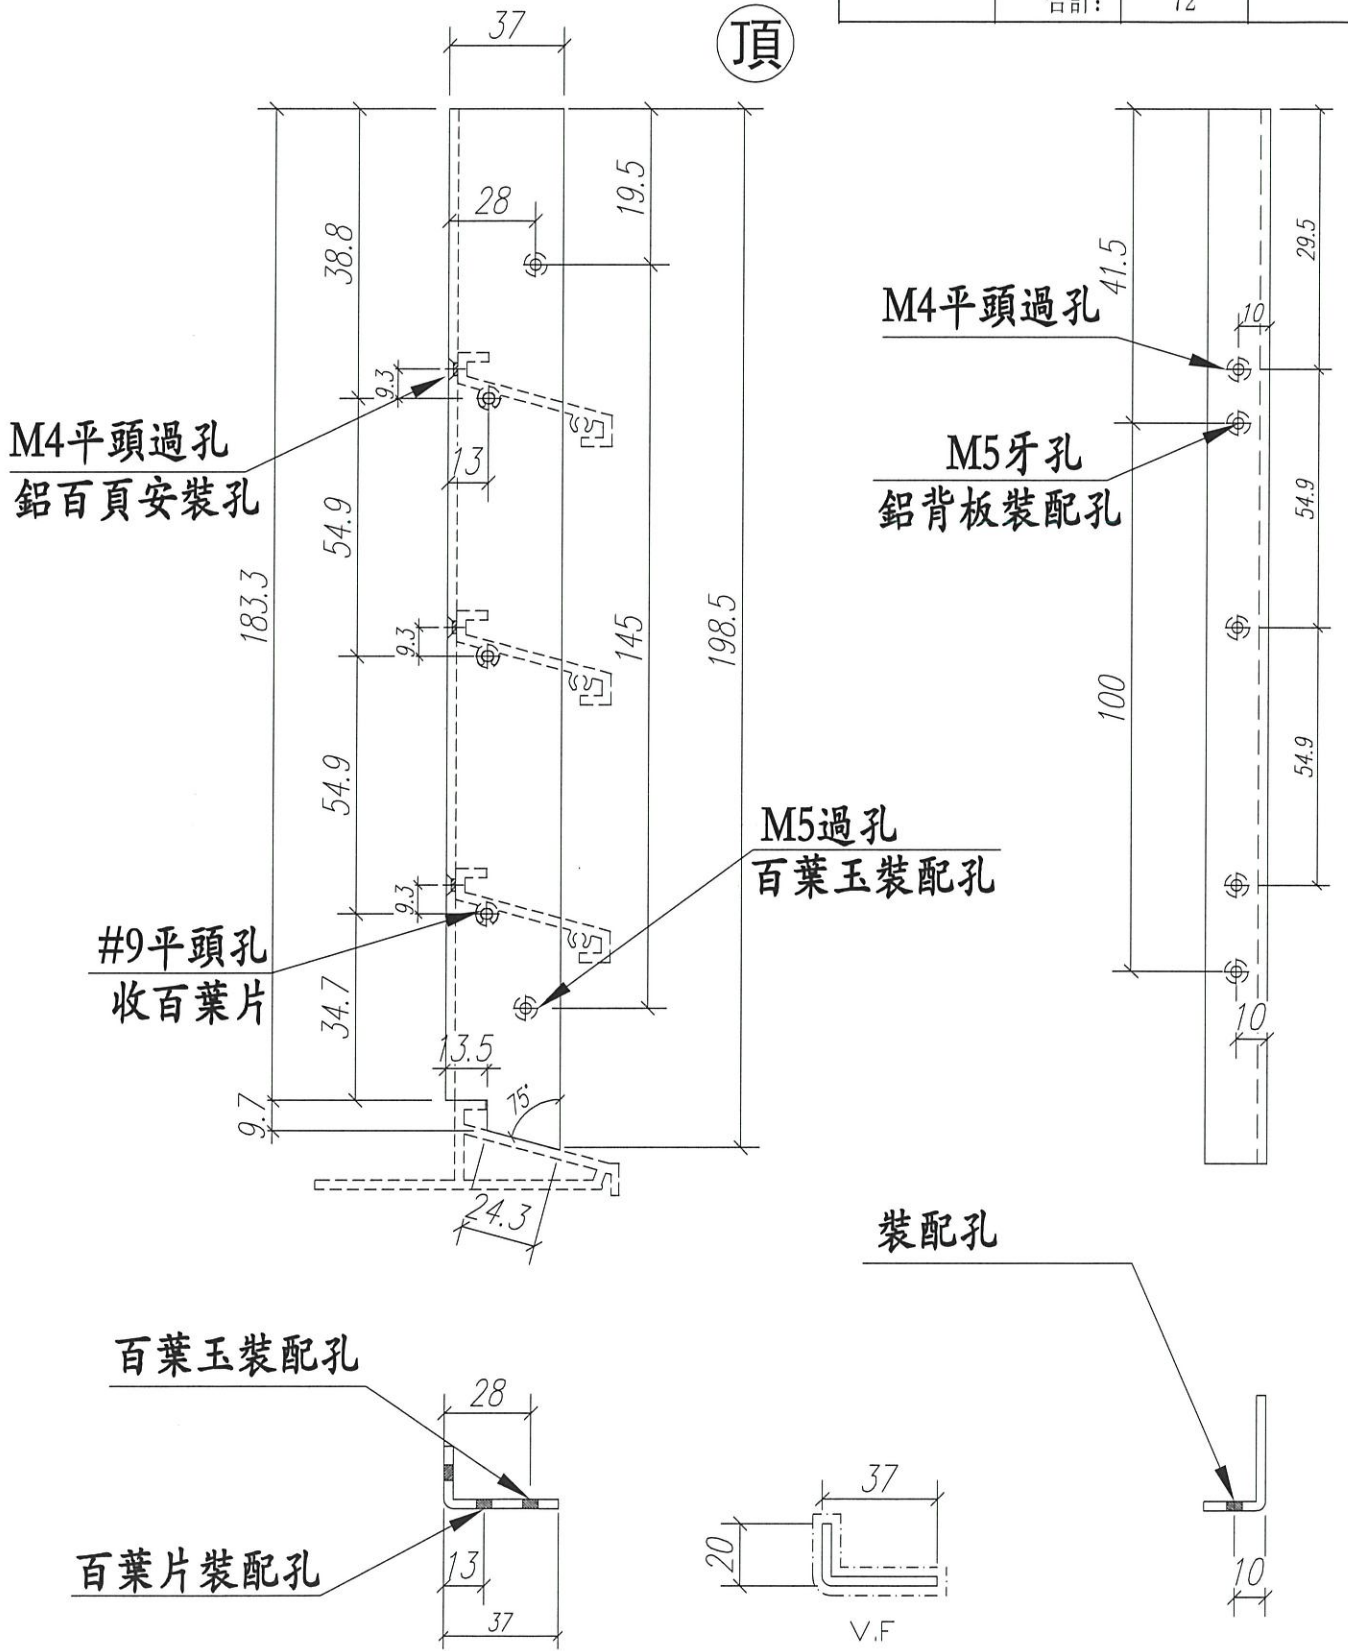 合計: 12
頂
37
28
19.5
38.8
9.3
13
M4平頭過孔
鋁百頁安裝孔
54.9
183.3
9.3
145
198.5
54.9
M5過孔
百葉玉裝配孔
9.3
#9平頭孔
收百葉片
34.7
13.5
75°
9.7
24.3
29.5
41.5
M4平頭過孔
10
M5牙孔
鋁背板裝配孔
54.9
100
54.9
10
裝配孔
百葉玉裝配孔
28
百葉片裝配孔
13
37
37
20
V.F
10